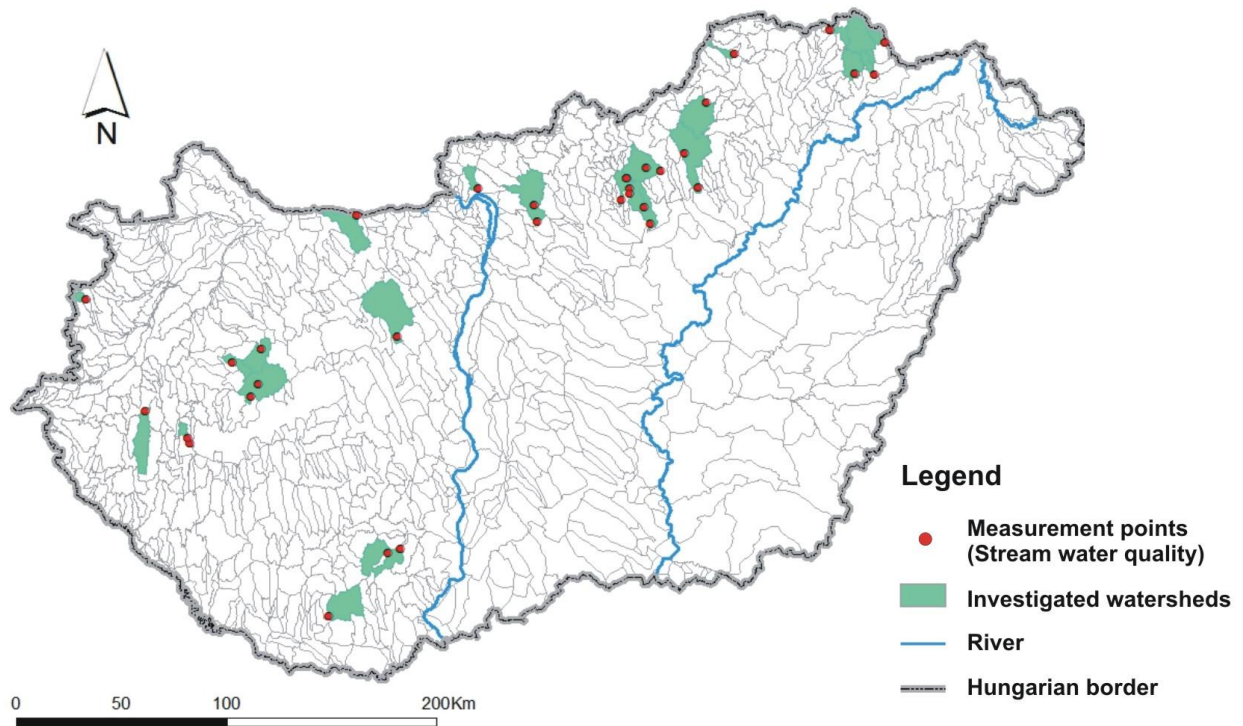 N
Legend
Measurement points
(Stream water quality)
Investigated watersheds
River
Hungarian border
0 50 100 200Km